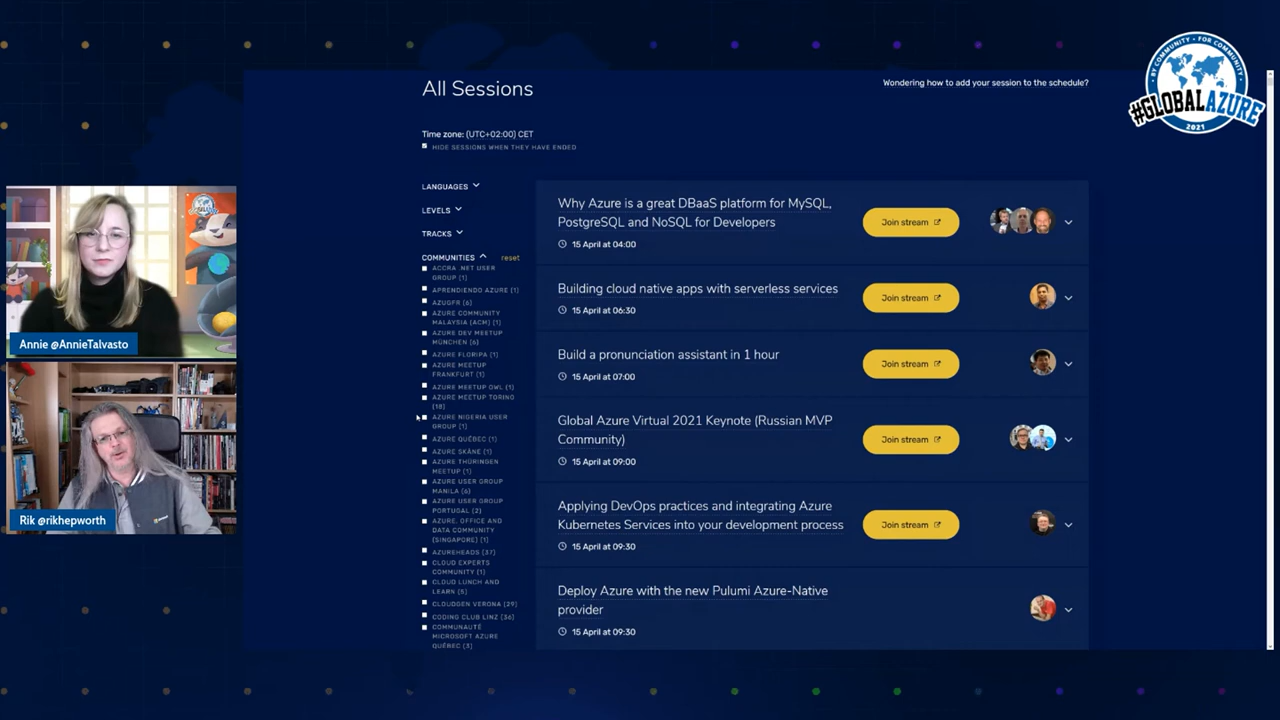 All Sessions
Wondering how to add your session to the schedule?
BY COMMUNITY • FOR COMMUNITY
#GLOBALAZURE
2021
Time zone: (UTC+02:00) CET
HIDE SESSIONS WHEN THEY HAVE ENDED
LANGUAGES
LEVELS
TRACKS
COMMUNITIES
reset
ACCRA .NET USER
GROUP (1)
APRENDIENDO AZURE (1)
AZUGFR (6)
AZURE COMMUNITY
MALAYSIA (ACM) (1)
AZURE DEV MEETUP
MÜNCHEN (6)
AZURE FLORIPA (1)
AZURE MEETUP
FRANKFURT (1)
AZURE MEETUP OWL (1)
AZURE MEETUP TORINO
(18)
AZURE NIGERIA USER
GROUP (1)
AZURE QUÉBEC (1)
AZURE SKÅNE (1)
AZURE THÜRINGEN
MEETUP (1)
AZURE USER GROUP
MANILA (6)
AZURE USER GROUP
PORTUGAL (2)
AZURE, OFFICE AND
DATA COMMUNITY
(SINGAPORE) (1)
AZUREHEADS (37)
CLOUD EXPERTS
COMMUNITY (1)
CLOUD LUNCH AND
LEARN (5)
CLOUDGEN VERONA (29)
CODING CLUB LINZ (36)
COMMUNAUTÉ
MICROSOFT AZURE
QUÉBEC (3)
Why Azure is a great DBaaS platform for MySQL,
PostgreSQL and NoSQL for Developers
15 April at 04:00
Join stream
Building cloud native apps with serverless services
15 April at 06:30
Join stream
Build a pronunciation assistant in 1 hour
15 April at 07:00
Join stream
Global Azure Virtual 2021 Keynote (Russian MVP
Community)
15 April at 09:00
Join stream
Applying DevOps practices and integrating Azure
Kubernetes Services into your development process
15 April at 09:30
Join stream
Deploy Azure with the new Pulumi Azure-Native
provider
15 April at 09:30
Join stream
Annie @AnnieTalvasto
Rik @rikhepworth